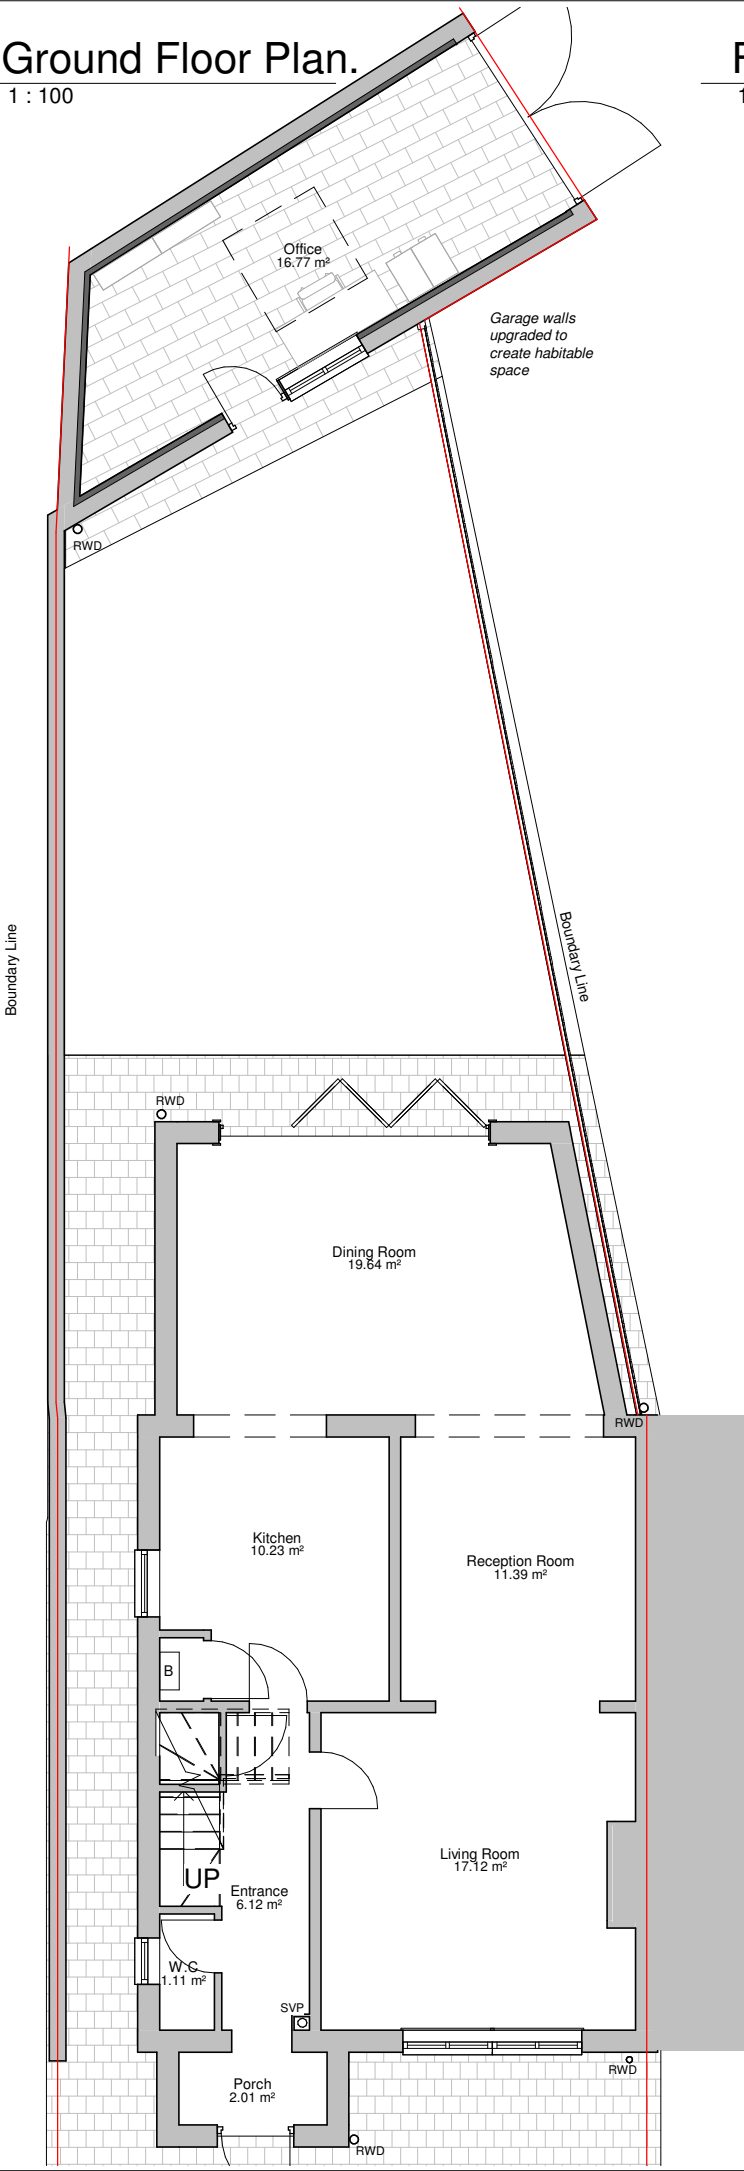 Ground Floor Plan.
1 : 100
Office
16.77 m²
Garage walls
upgraded to
create habitable
space
RWD
Boundary Line
Boundary Line
RWD
Dining Room
19.64 m²
RWD
Kitchen
10.23 m²
Reception Room
11.39 m²
B
Living Room
17.12 m²
UP
Entrance
6.12 m²
W.C
1.11 m²
SVP
RWD
Porch
2.01 m²
RWD